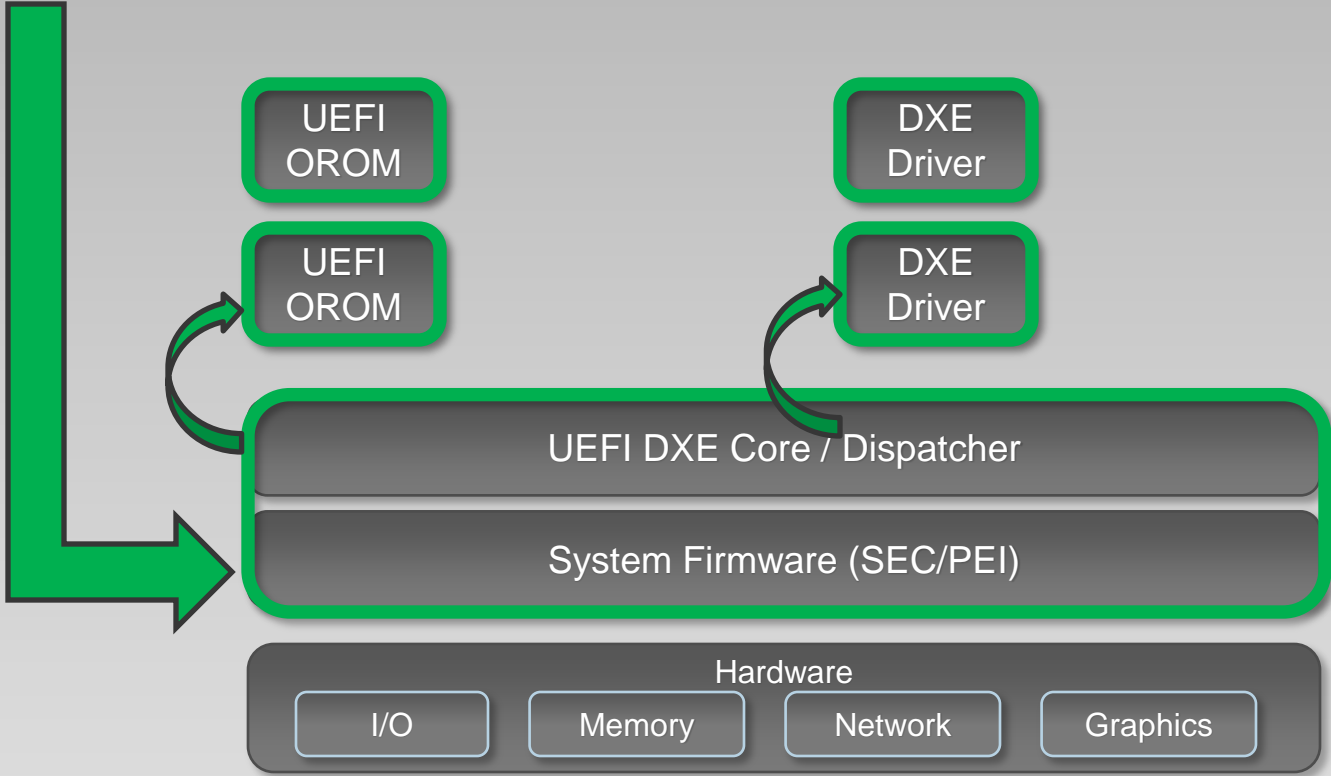 UEFI
OROM
DXE
Driver
UEFI
OROM
DXE
Driver
UEFI DXE Core / Dispatcher
System Firmware (SEC/PEI)
Hardware
I/O
Memory
Network
Graphics